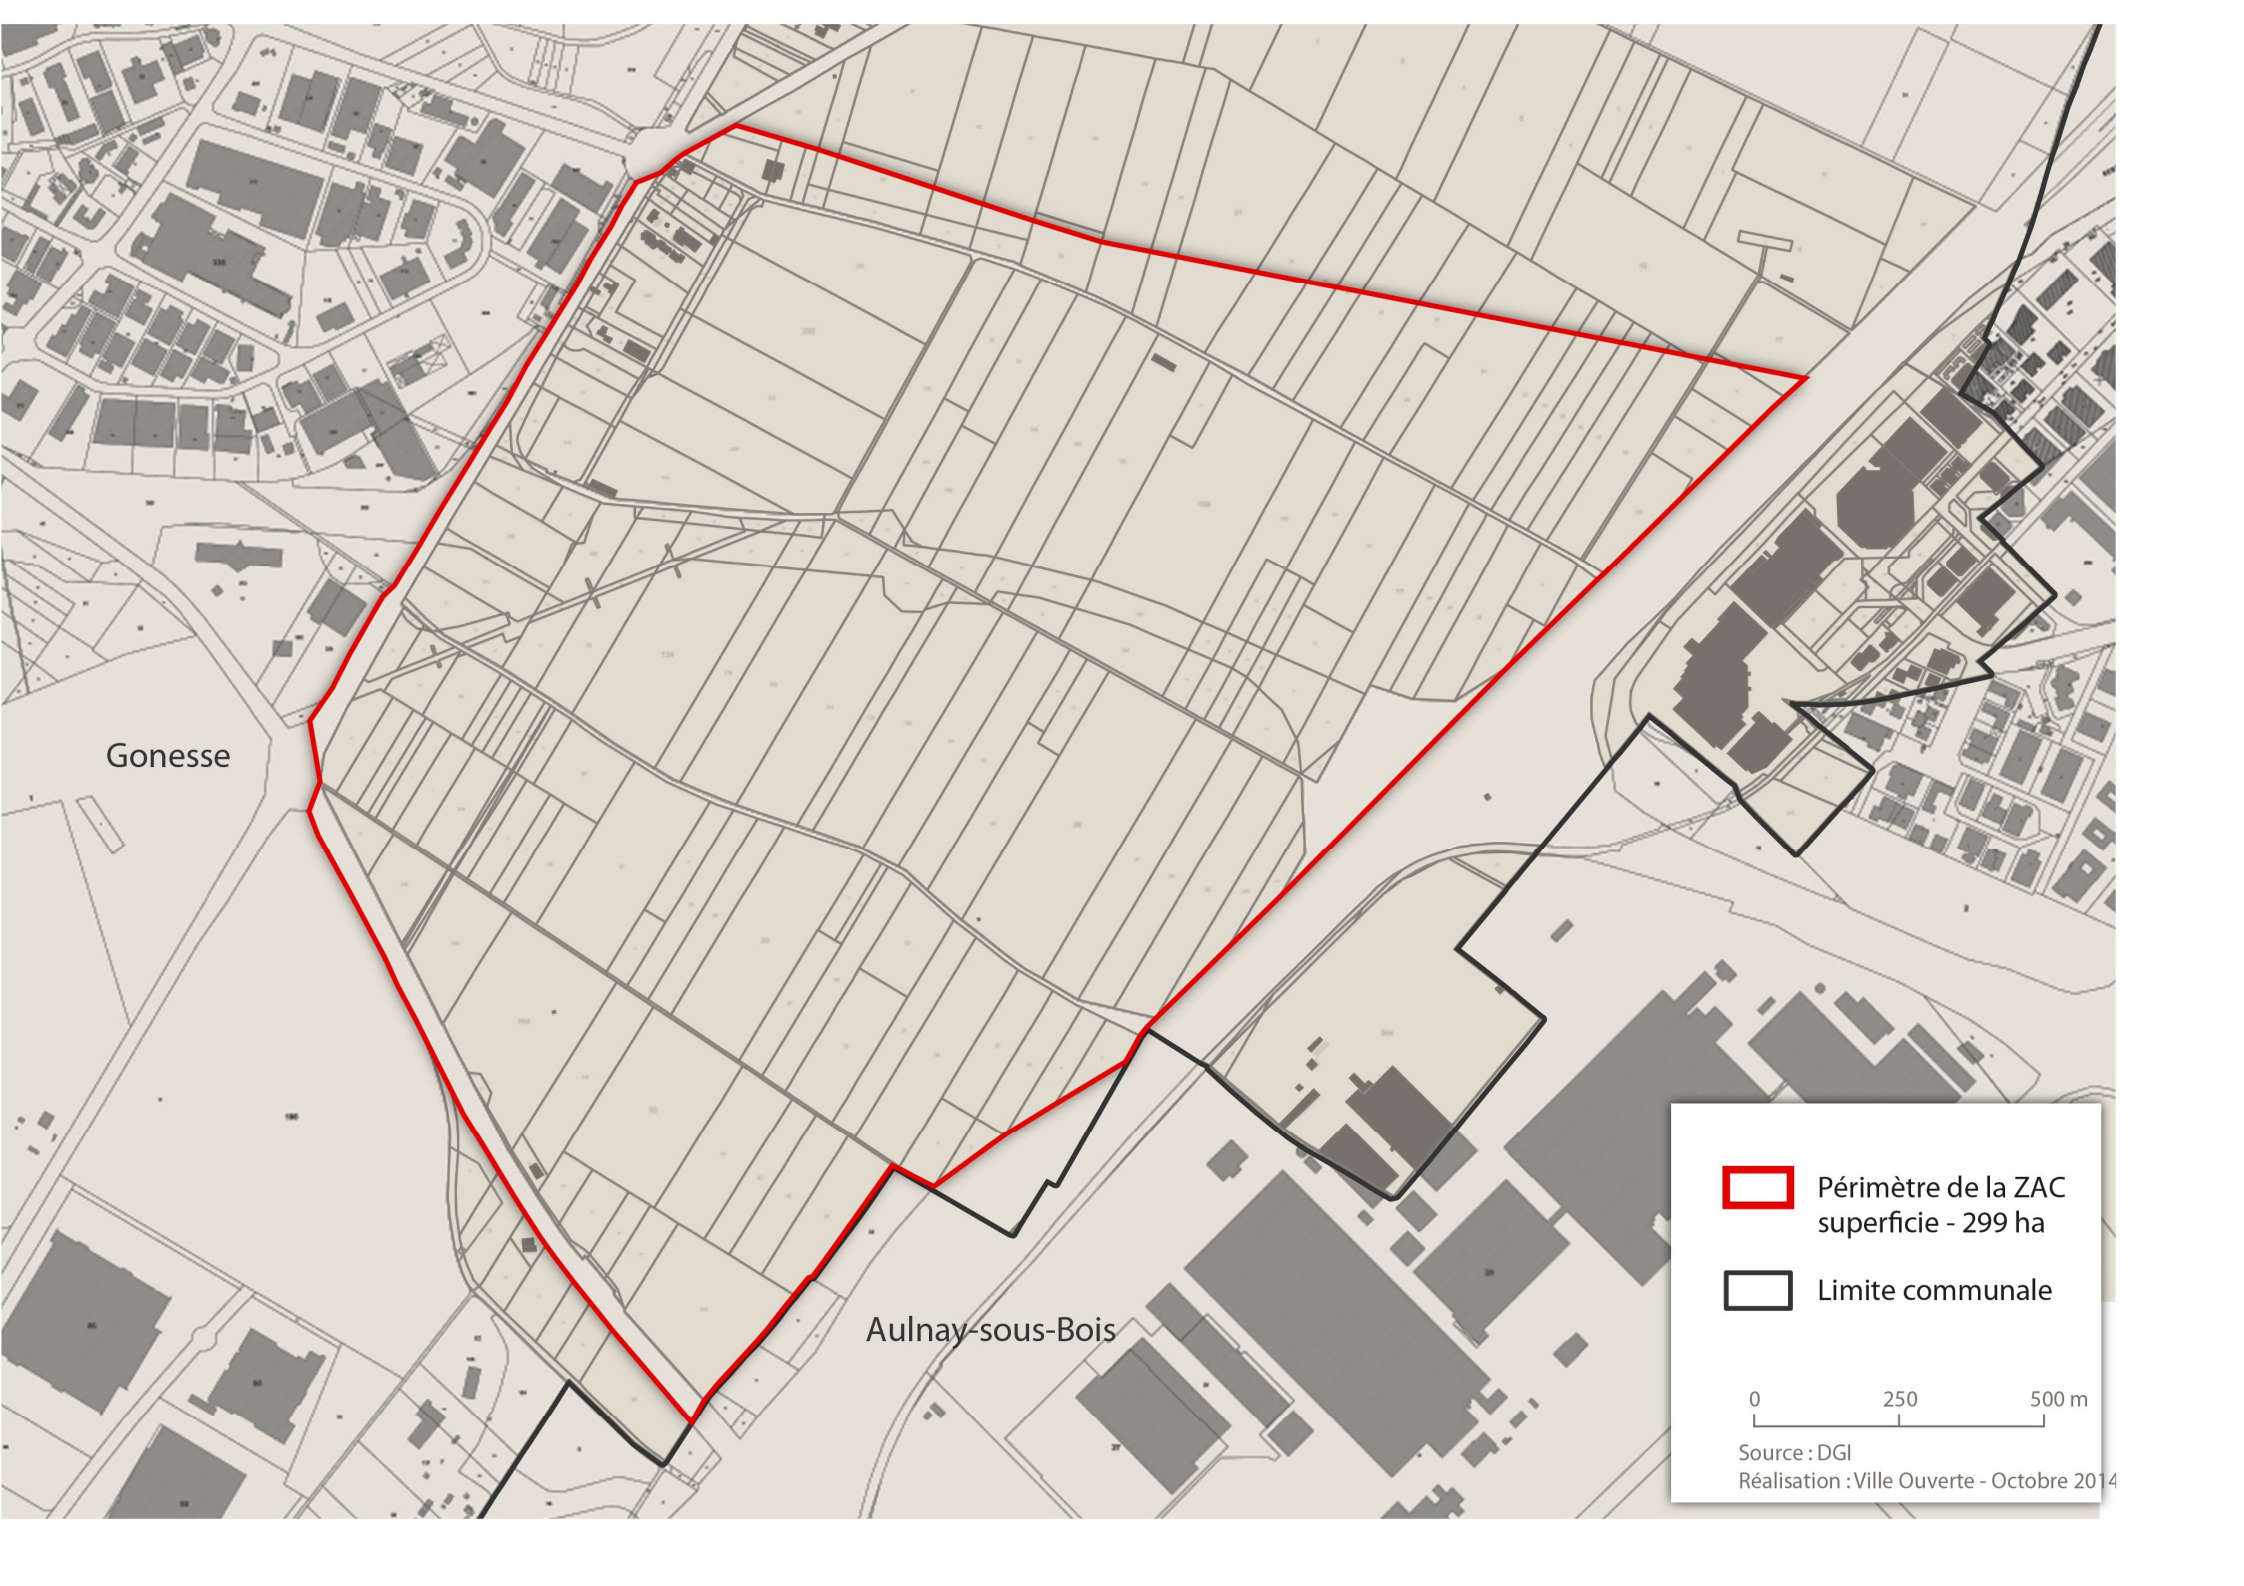 Gonesse
Aulnay-sous-Bois
Périmètre de la ZAC
superficie - 299 ha
Limite communale
0 250 500 m
Source : DGI
Réalisation : Ville Ouverte - Octobre 2014